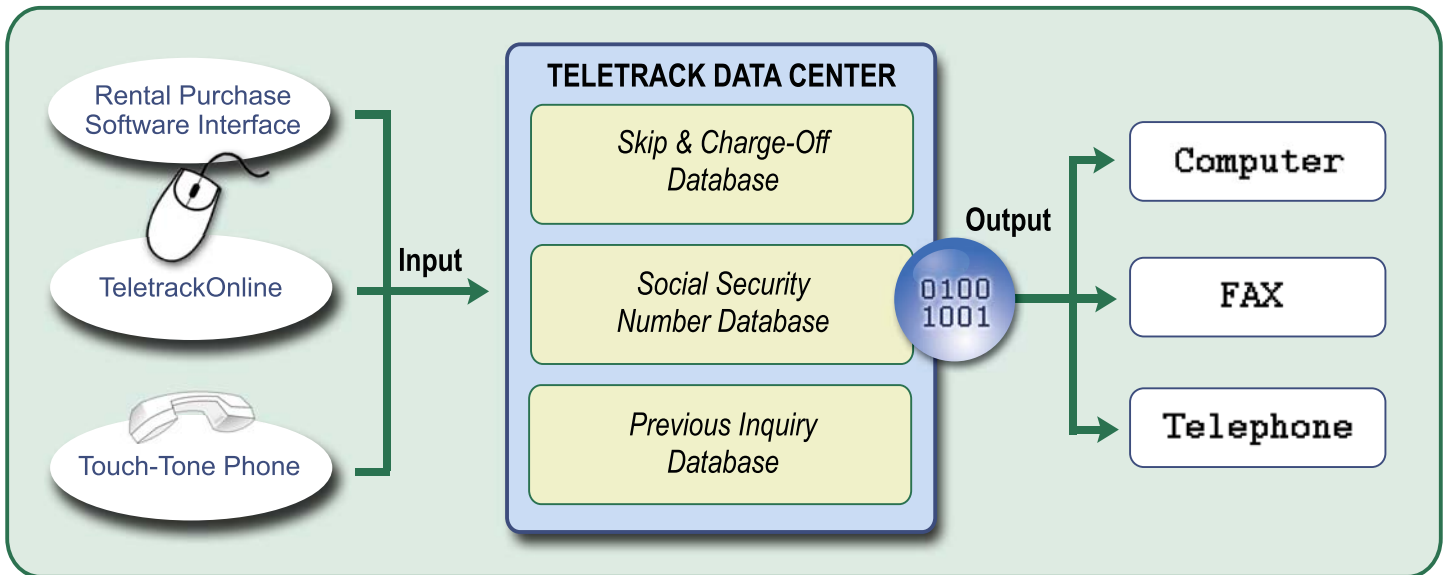 Rental Purchase
Software Interface
TeletrackOnline
Touch-Tone Phone
Input
TELETRACK DATA CENTER
Skip & Charge-Off
Database
Social Security
Number Database
Previous Inquiry
Database
Output
0100
1001
Computer
FAX
Telephone